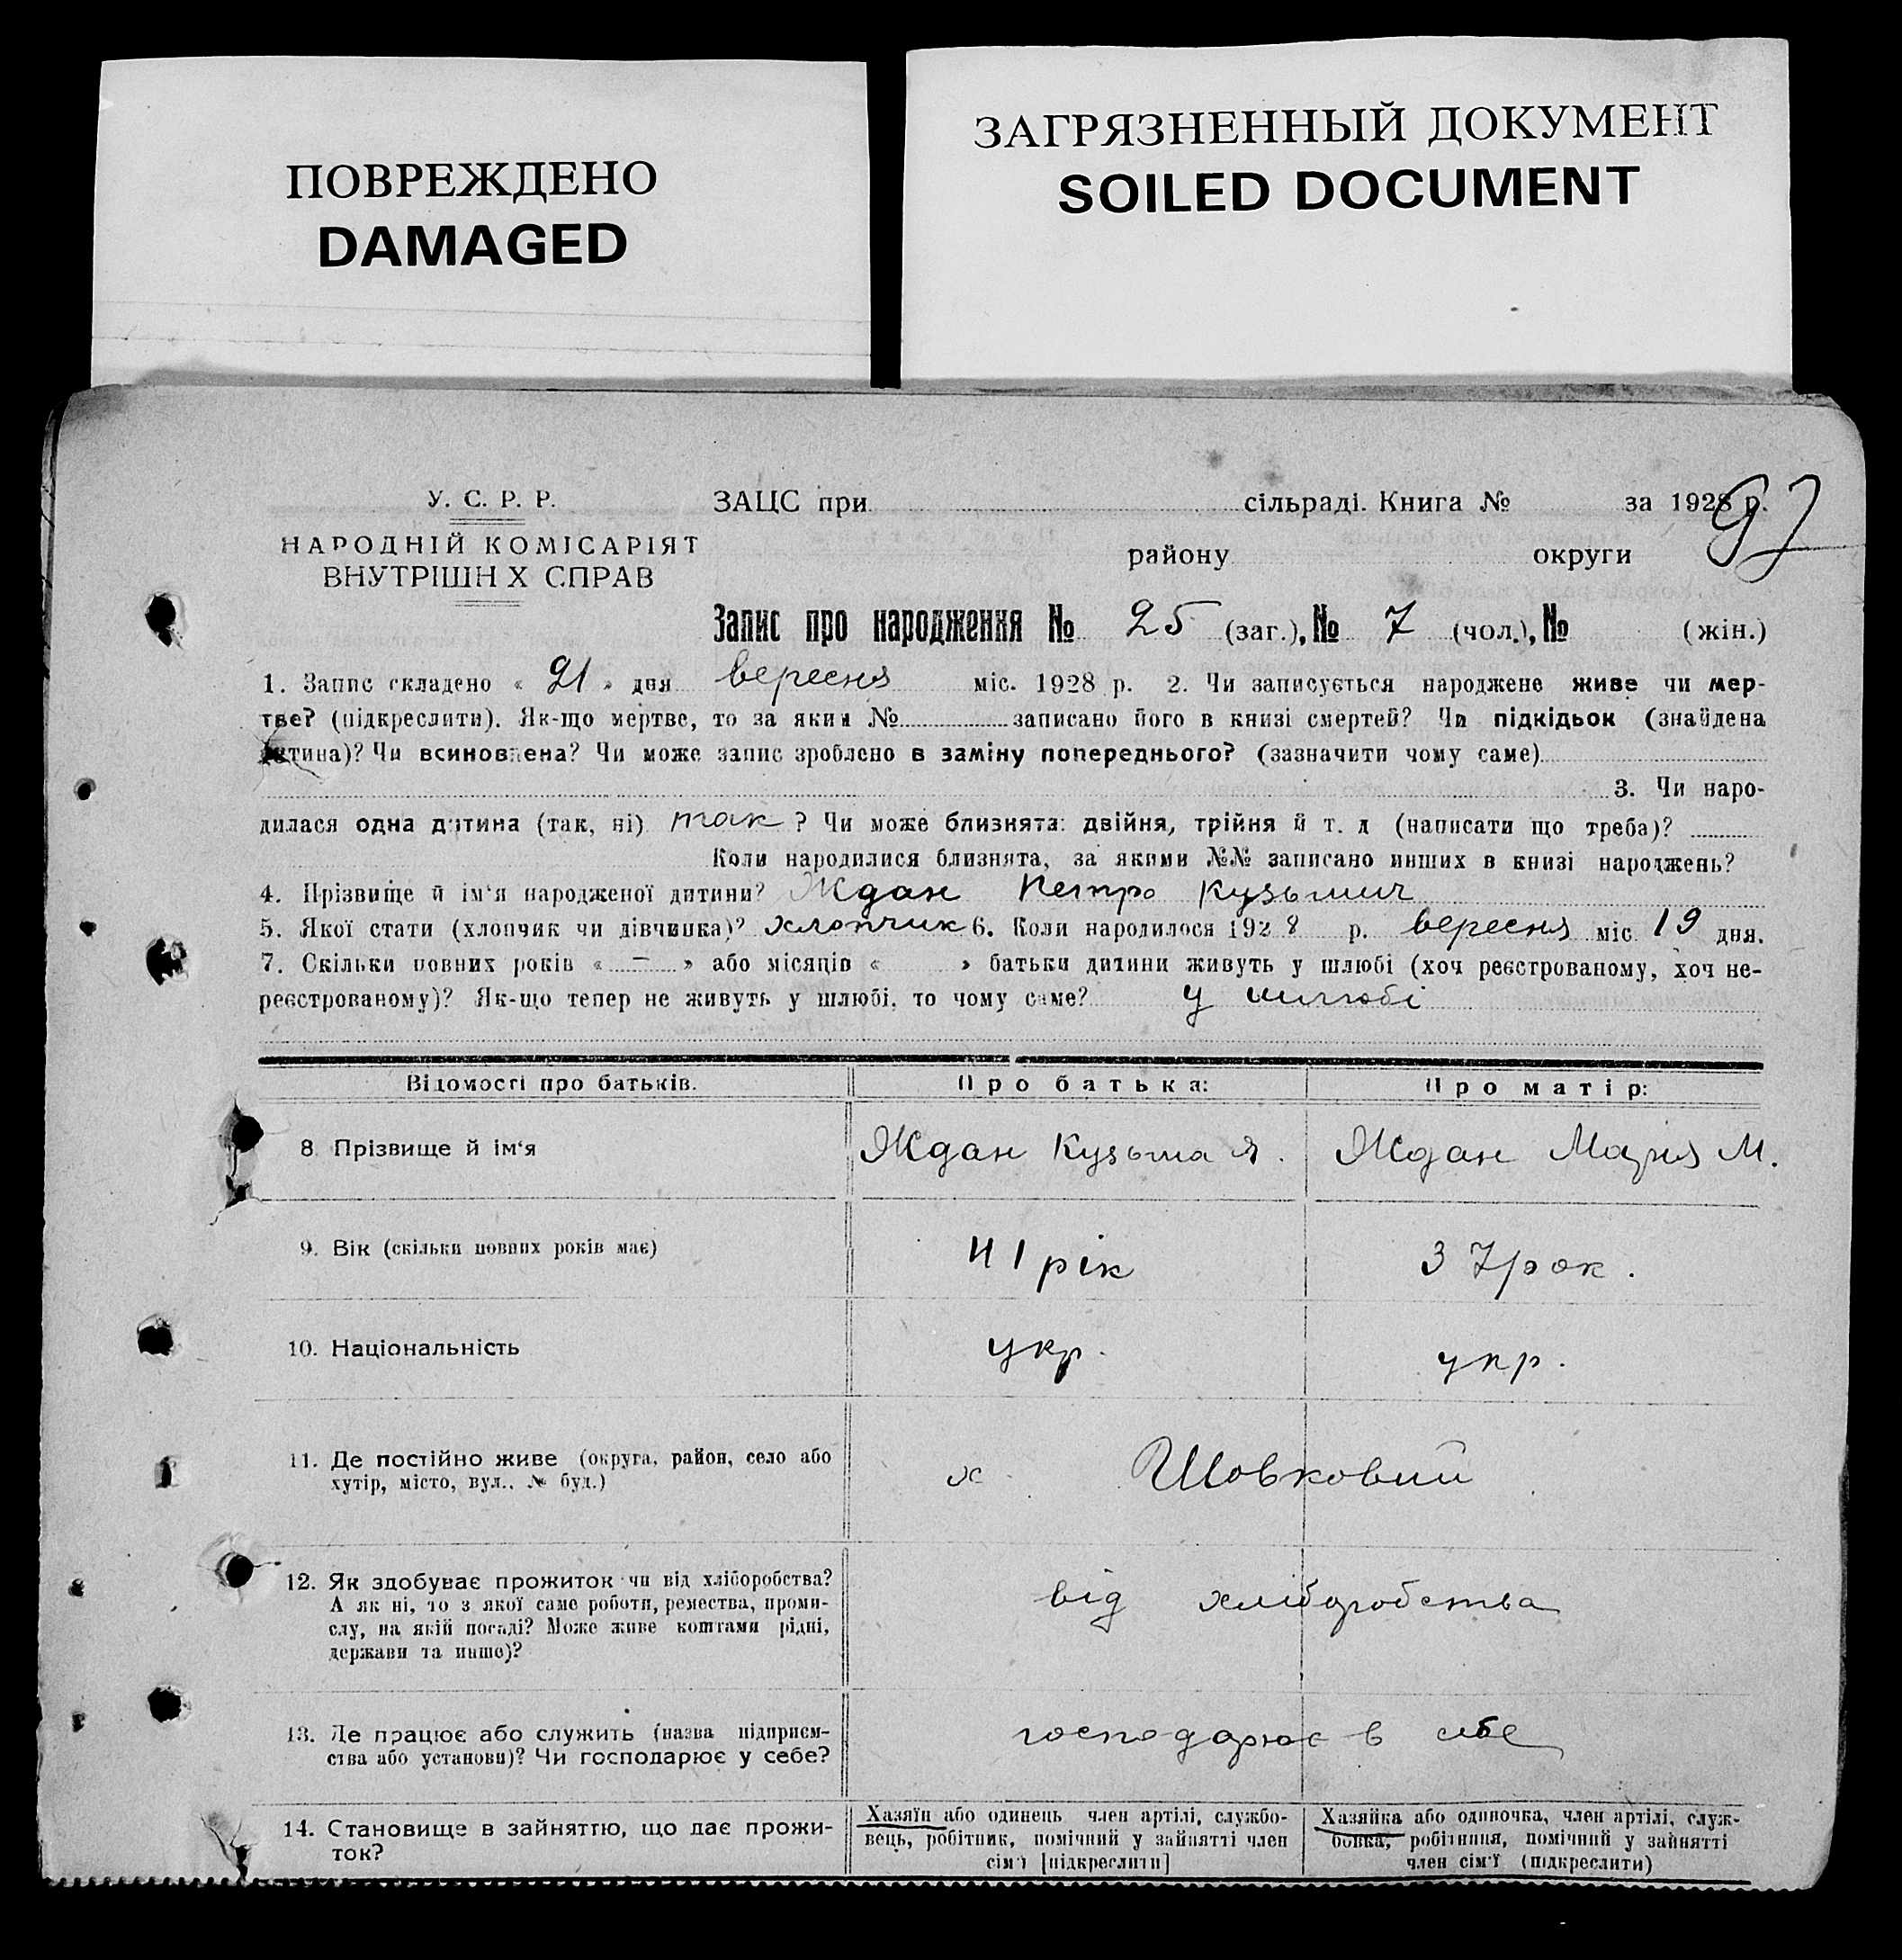 ПОВРЕЖДЕНО
DAMAGED
ЗАГРЯЗНЕННЫЙ ДОКУМЕНТ
SOILED DOCUMENT
97
У. С. Р. Р.
НАРОДНІЙ КОМІСАРІЯТ
ВНУТРІШН Х СПРАВ
ЗАЦС при сільраді. Книга № за 1928 р.
району округи
Запис про народження № 25 (заг.), № 7 (чол.), № (жін.)
1. Запис складено « 21 » дня вересня міс. 1928 р. 2. Чи записується народжене живе чи мер-
тве? (підкреслити). Як-що мертве, то за яким № записано його в книзі смертей? Чи підкідьок (знайдена
дитина)? Чи всиновлена? Чи може запис зроблено в заміну попереднього? (зазначити чому саме)
3. Чи наро-
дилася одна дитина (так, ні) так ? Чи може близнята: двійня, трійня й т. д (написати що треба)?
Коли народилися близнята, за якими №№ записано инших в книзі народжень?
4. Прізвище й ім‘я народженої дитини? Ждан Петро Кузьмич
5. Якої стати (хлопчик чи дівчинка)? хлопчик 6. Коли народилося 1928 р. вересня міс 19 дня.
7. Скільки повних років « — » або місяців « » батьки дитини живуть у шлюбі (хоч реєстрованому, хоч не-
реєстрованому)? Як-що тепер не живуть у шлюбі, то чому саме? у шлюбі
Відомості про батьків. Про батька: Про матір:
8. Прізвище й ім‘я Ждан Кузьма Я. Ждан Марія М.
9. Вік (скільки повних років має) 41 рік 37 рок.
10. Національність укр. укр.
11. Де постійно живе (округа, район, село або
хутір, місто, вул.. № буд.) х Шовковий
12. Як здобуває прожиток чи від хліборобства?
А як ні, то з якої саме роботи, ремества, проми-
слу, на якій посаді? Може живе коштами рідні,
держави та инше)? від хліборобства
13. Де працює або служить (назва підприєм-
ства або установи)? Чи господарює у себе? господарює в себе
14. Становище в зайняттю, що дає прожи-
ток?
Хазяїн або одинець член артілі, службо-
вець, робітник, помічний у зайнятті член
сім‘ї [підкреслити]
Хазяйка або одиночка, член артілі, служ-
бовка, робітниця, помічний у зайнятті
член сім‘ї (підкреслити)